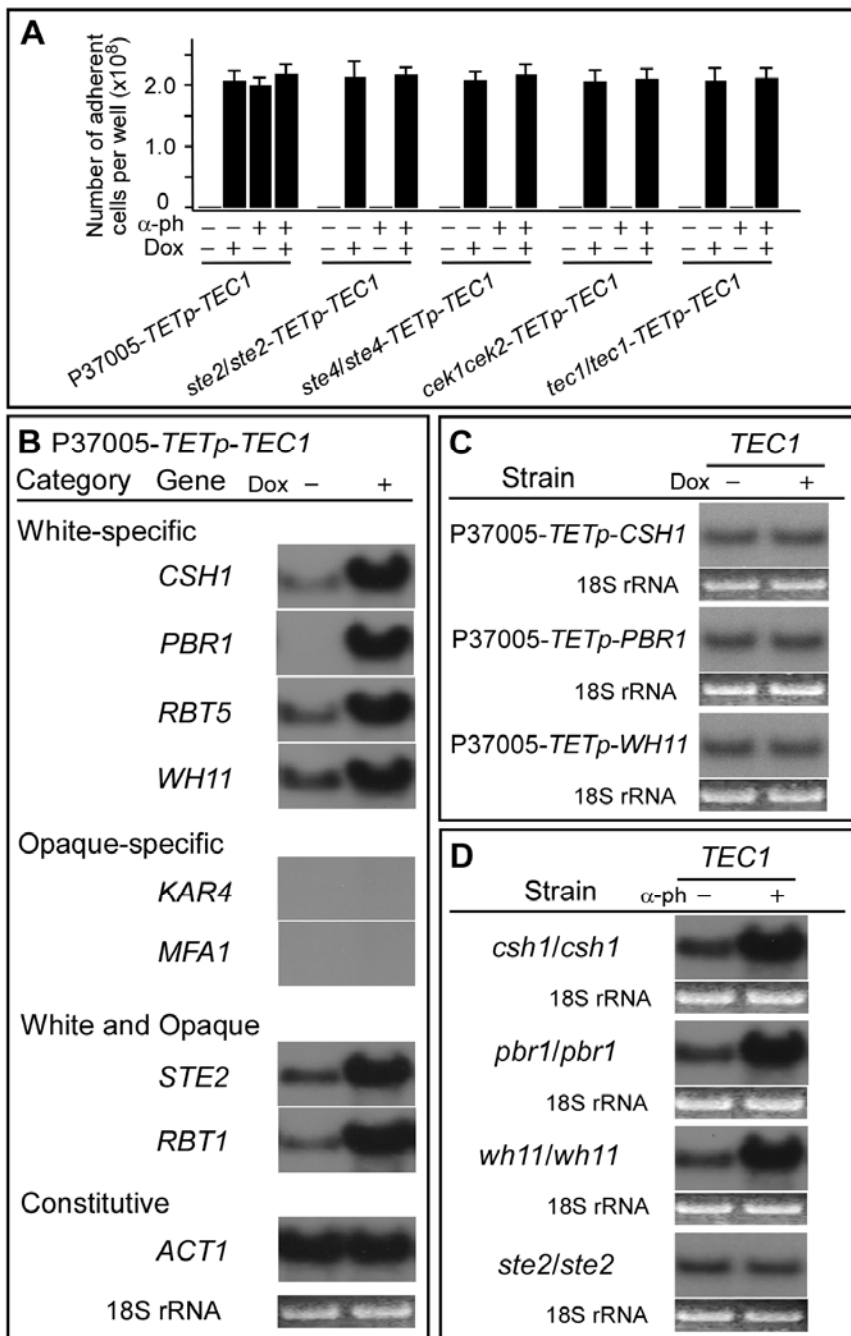 A
Number of adherent
cells per well (x10⁸)
2.0
1.0
0
α-ph – – + + – – + + – – + + – – + + – – + +
Dox – + – + – + – + – + – + – + – + – + – +
P37005-TETp-TEC1
ste2/ste2-TETp-TEC1
ste4/ste4-TETp-TEC1
cek1cek2-TETp-TEC1
tec1/tec1-TETp-TEC1
B P37005-TETp-TEC1
Category Gene Dox – +
White-specific
CSH1
PBR1
RBT5
WH11
Opaque-specific
KAR4
MFA1
White and Opaque
STE2
RBT1
Constitutive
ACT1
18S rRNA
C TEC1
Strain Dox – +
P37005-TETp-CSH1
18S rRNA
P37005-TETp-PBR1
18S rRNA
P37005-TETp-WH11
18S rRNA
D TEC1
Strain α-ph – +
csh1/csh1
18S rRNA
pbr1/pbr1
18S rRNA
wh11/wh11
18S rRNA
ste2/ste2
18S rRNA